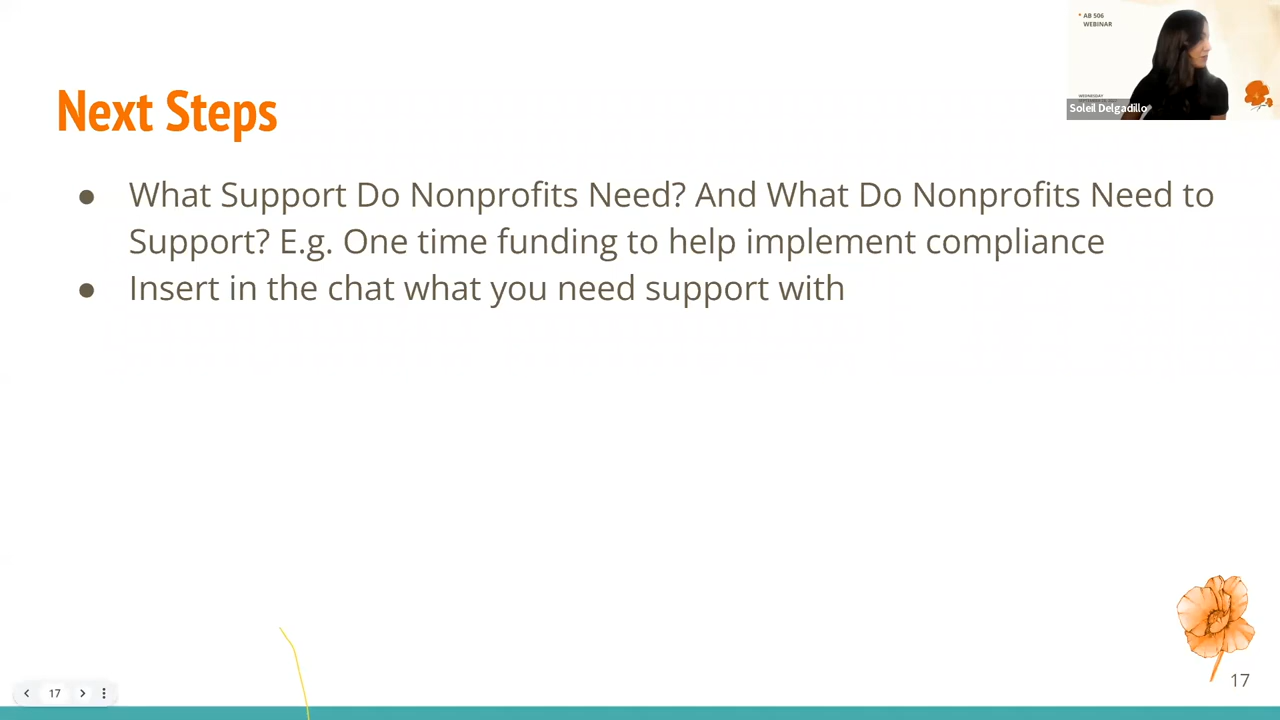 AB 506
WEBINAR
WEDNESDAY
Soleil Delgadillo
Next Steps
● What Support Do Nonprofits Need? And What Do Nonprofits Need to
Support? E.g. One time funding to help implement compliance
● Insert in the chat what you need support with
17
17